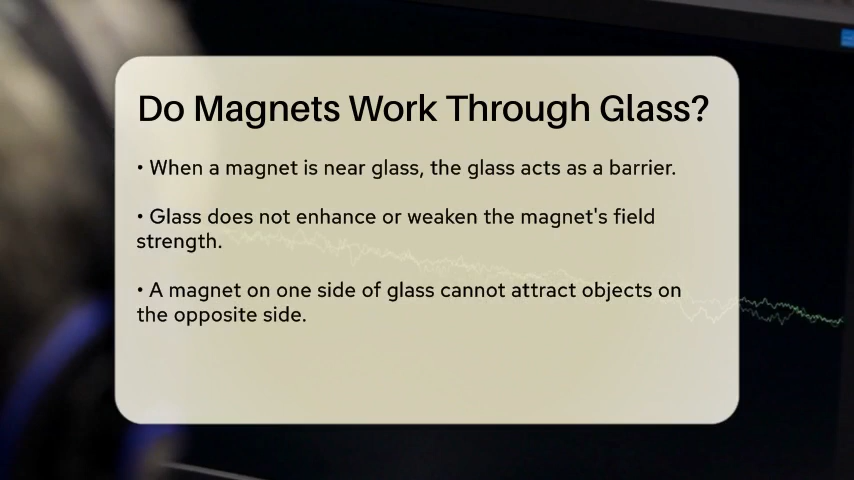 Do Magnets Work Through Glass?
• When a magnet is near glass, the glass acts as a barrier.
• Glass does not enhance or weaken the magnet's field
strength.
• A magnet on one side of glass cannot attract objects on
the opposite side.